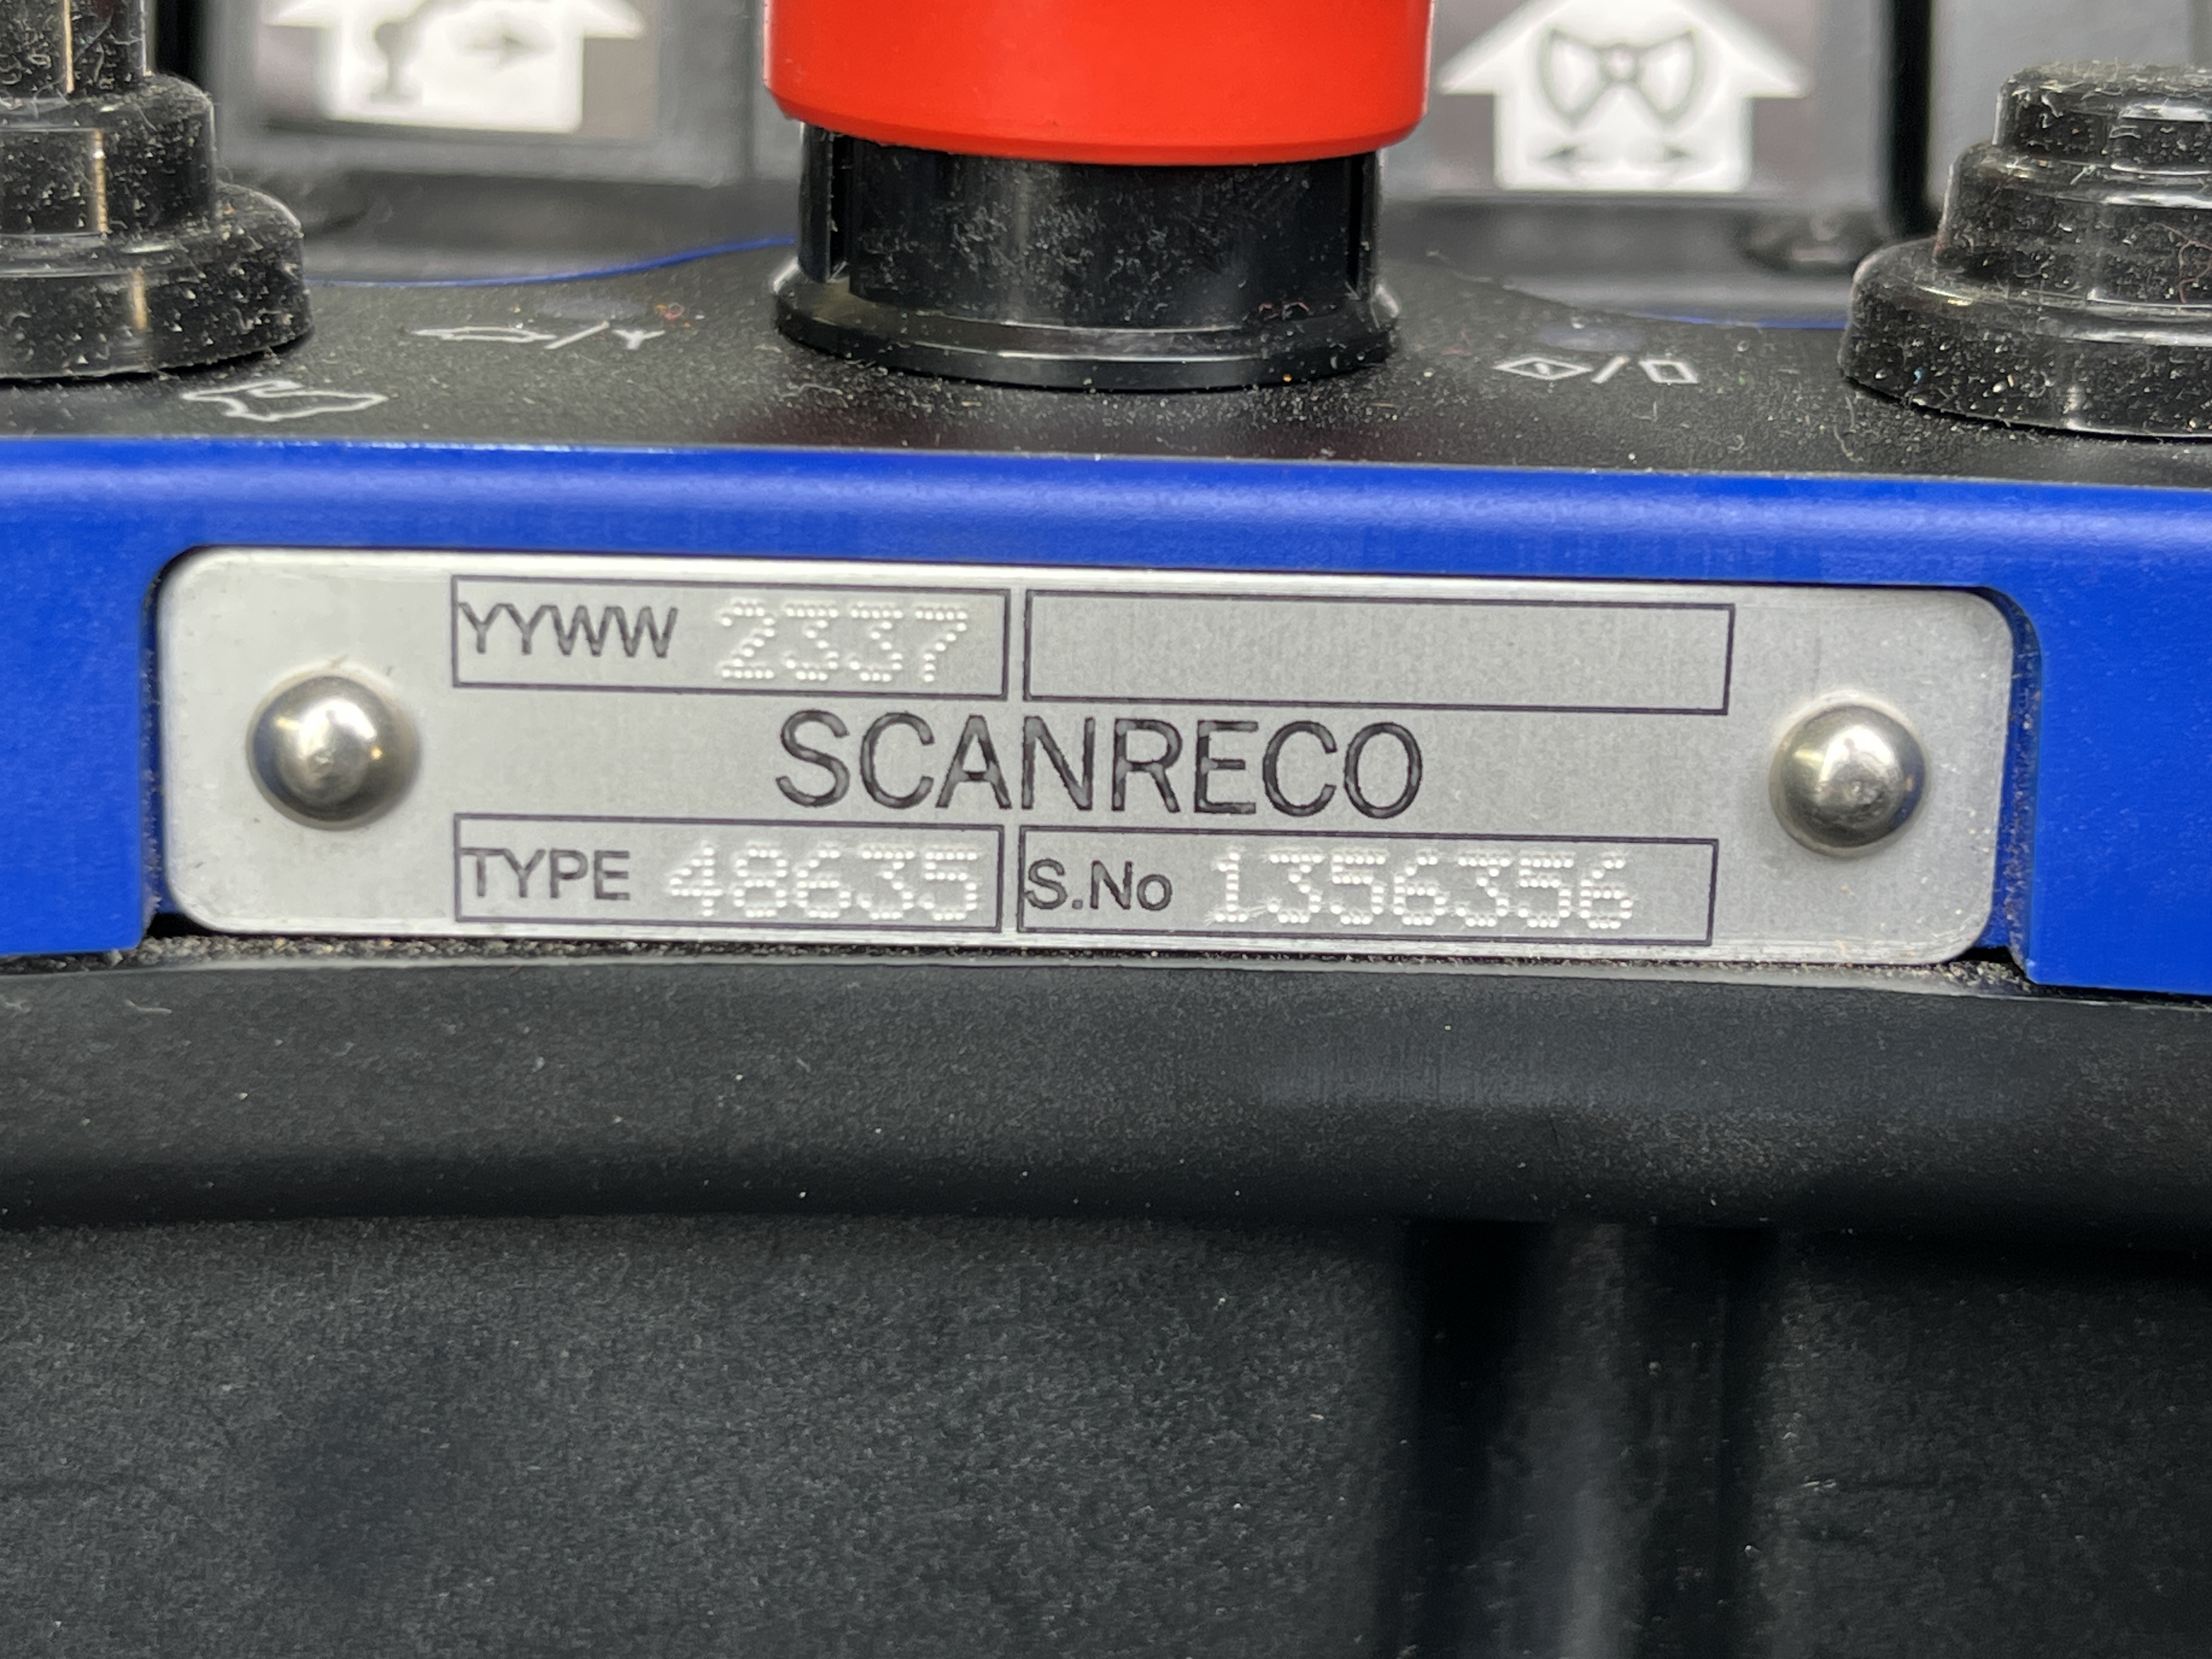 YYWW 2337
SCANRECO
TYPE 48635 S.No 1356356